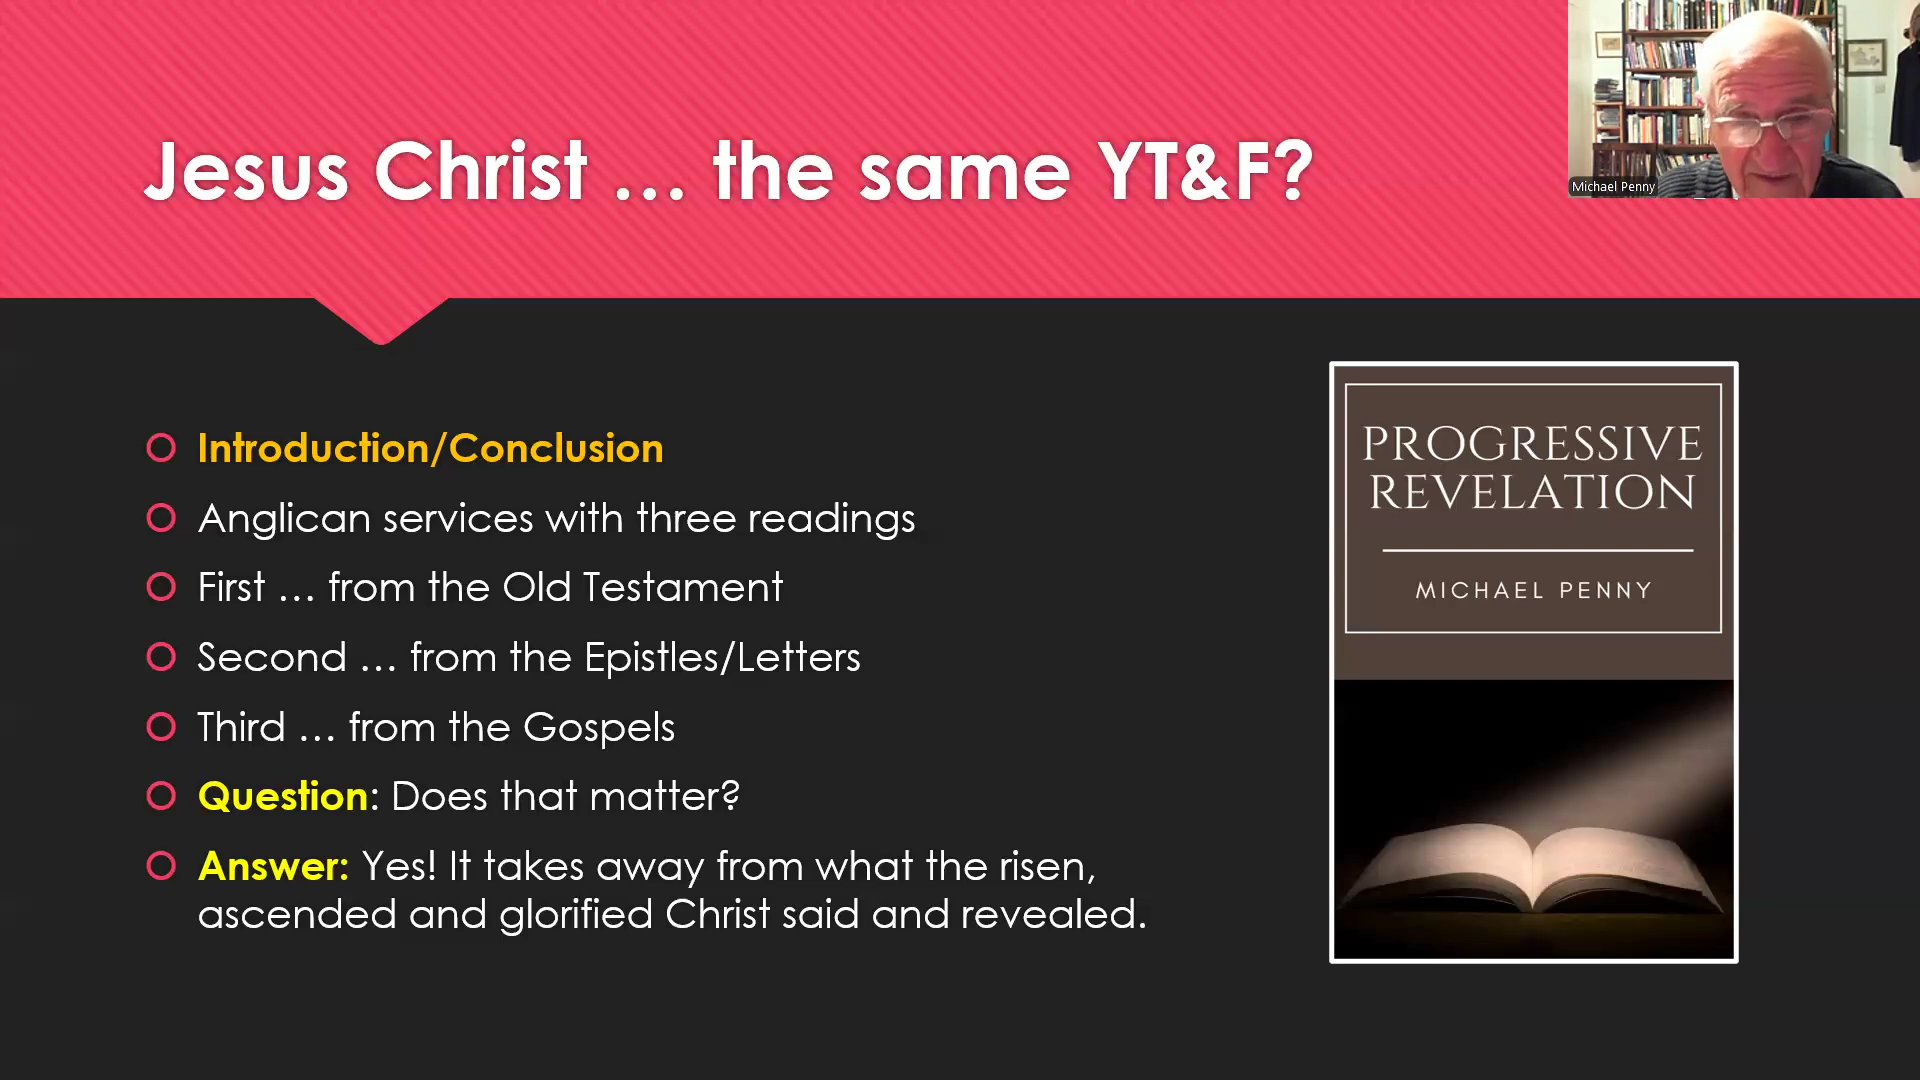 Jesus Christ … the same YT&F?
Michael Penny
Introduction/Conclusion
Anglican services with three readings
First … from the Old Testament
Second … from the Epistles/Letters
Third … from the Gospels
Question: Does that matter?
Answer: Yes! It takes away from what the risen,
ascended and glorified Christ said and revealed.
PROGRESSIVE
REVELATION
MICHAEL PENNY